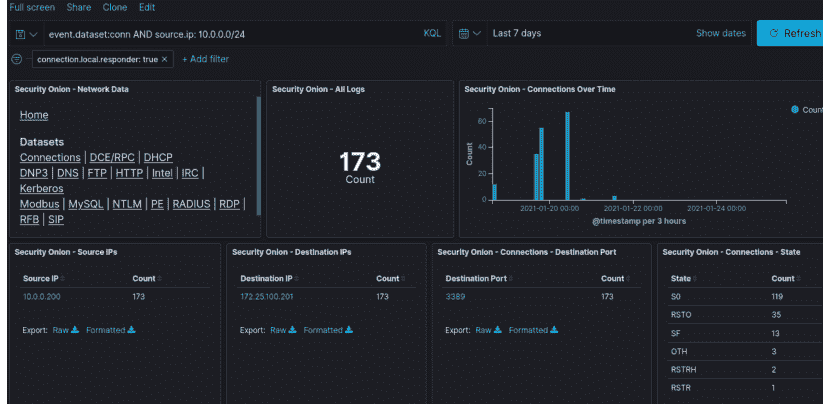 Full screen Share Clone Edit
event.dataset:conn AND source.ip: 10.0.0.0/24 KQL Last 7 days Show dates Refresh
connection.local.responder: true × + Add filter
Security Onion - Network Data
Home
Datasets
Connections | DCE/RPC | DHCP
DNP3 | DNS | FTP | HTTP | Intel | IRC |
Kerberos
Modbus | MySQL | NTLM | PE | RADIUS | RDP |
RFB | SIP
Security Onion - All Logs
173
Count
Security Onion - Connections Over Time
Count
60
40
20
0
2021-01-20 00:00 2021-01-22 00:00 2021-01-24 00:00
@timestamp per 3 hours
Count
Security Onion - Source IPs
Source IP Count
10.0.0.200 173
Export: Raw Formatted
Security Onion - Destination IPs
Destination IP Count
172.25.100.201 173
Export: Raw Formatted
Security Onion - Connections - Destination Port
Destination Port Count
3389 173
Export: Raw Formatted
Security Onion - Connections - State
State Count
S0 119
RSTO 35
SF 13
OTH 3
RSTRH 2
RSTR 1